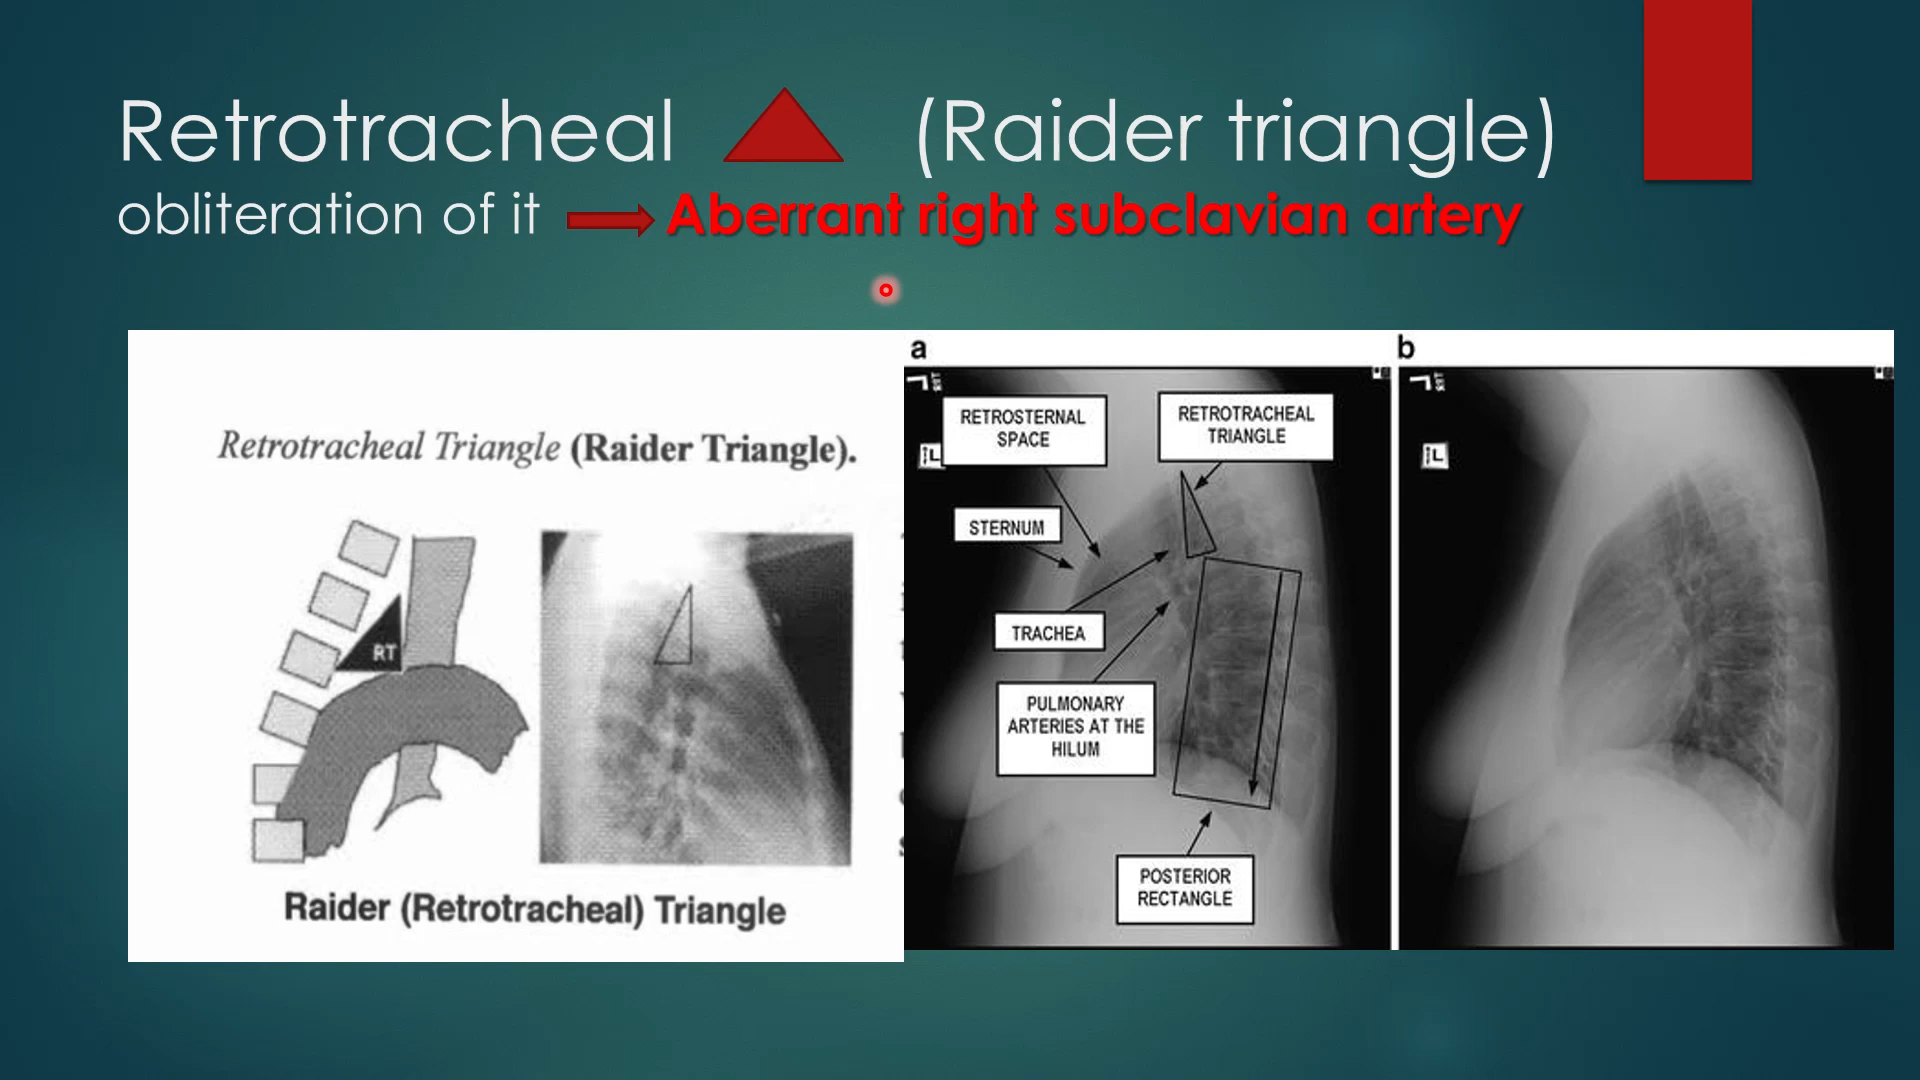 Retrotracheal (Raider triangle)
obliteration of it Aberrant right subclavian artery
Retrotracheal Triangle (Raider Triangle).
RT
Raider (Retrotracheal) Triangle
a
b
L
RETROSTERNAL
SPACE
RETROTRACHEAL
TRIANGLE
STERNUM
TRACHEA
PULMONARY
ARTERIES AT THE
HILUM
POSTERIOR
RECTANGLE
L